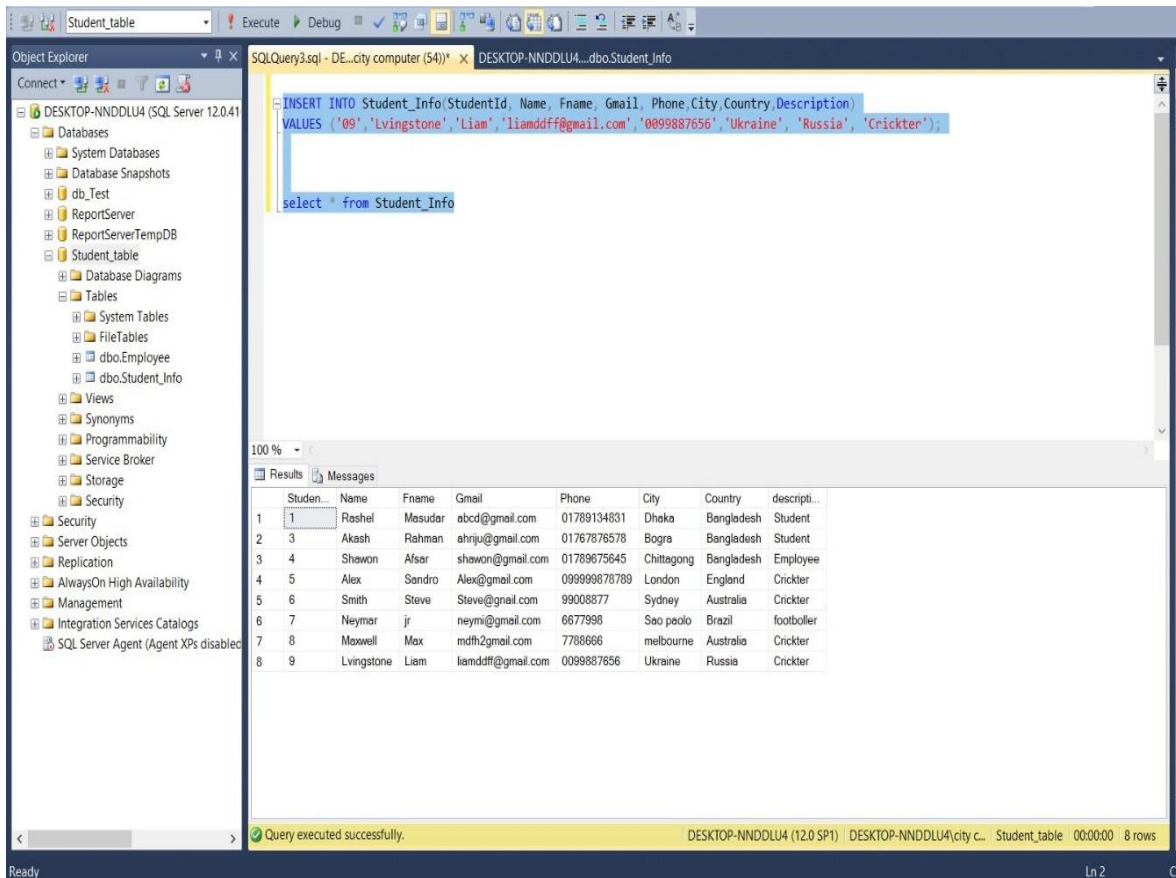 Student_table Execute Debug
Object Explorer
SQLQuery3.sql - DE...city computer (54))* DESKTOP-NNDDLU4....dbo.Student_Info
Connect
DESKTOP-NNDDLU4 (SQL Server 12.0.41
Databases
System Databases
Database Snapshots
db_Test
ReportServer
ReportServerTempDB
Student_table
Database Diagrams
Tables
System Tables
FileTables
dbo.Employee
dbo.Student_Info
Views
Synonyms
Programmability
Service Broker
Storage
Security
Security
Server Objects
Replication
AlwaysOn High Availability
Management
Integration Services Catalogs
SQL Server Agent (Agent XPs disabled
INSERT INTO Student_Info(StudentId, Name, Fname, Gmail, Phone,City,Country,Description)
VALUES ('09','Lvingstone','Liam','liamddff@gmail.com','0099887656','Ukraine', 'Russia', 'Crickter');
select * from Student_Info
100 %
Results Messages
Studen... Name Fname Gmail Phone City Country descripti...
1 1 Rashel Masudar abcd@gmail.com 01789134831 Dhaka Bangladesh Student
2 3 Akash Rahman ahriju@gmail.com 01767876578 Bogra Bangladesh Student
3 4 Shawon Afsar shawon@gmail.com 01789675645 Chittagong Bangladesh Employee
4 5 Alex Sandro Alex@gmail.com 099999878789 London England Crickter
5 6 Smith Steve Steve@gnail.com 99008877 Sydney Australia Crickter
6 7 Neymar jr neymi@gmail.com 6677998 Sao paolo Brazil footboller
7 8 Maxwell Max mdfh2gmail.com 7788666 melbourne Australia Crickter
8 9 Lvingstone Liam liamddff@gmail.com 0099887656 Ukraine Russia Crickter
Query executed successfully. DESKTOP-NNDDLU4 (12.0 SP1) DESKTOP-NNDDLU4\city c... Student_table 00:00:00 8 rows
Ready Ln 2